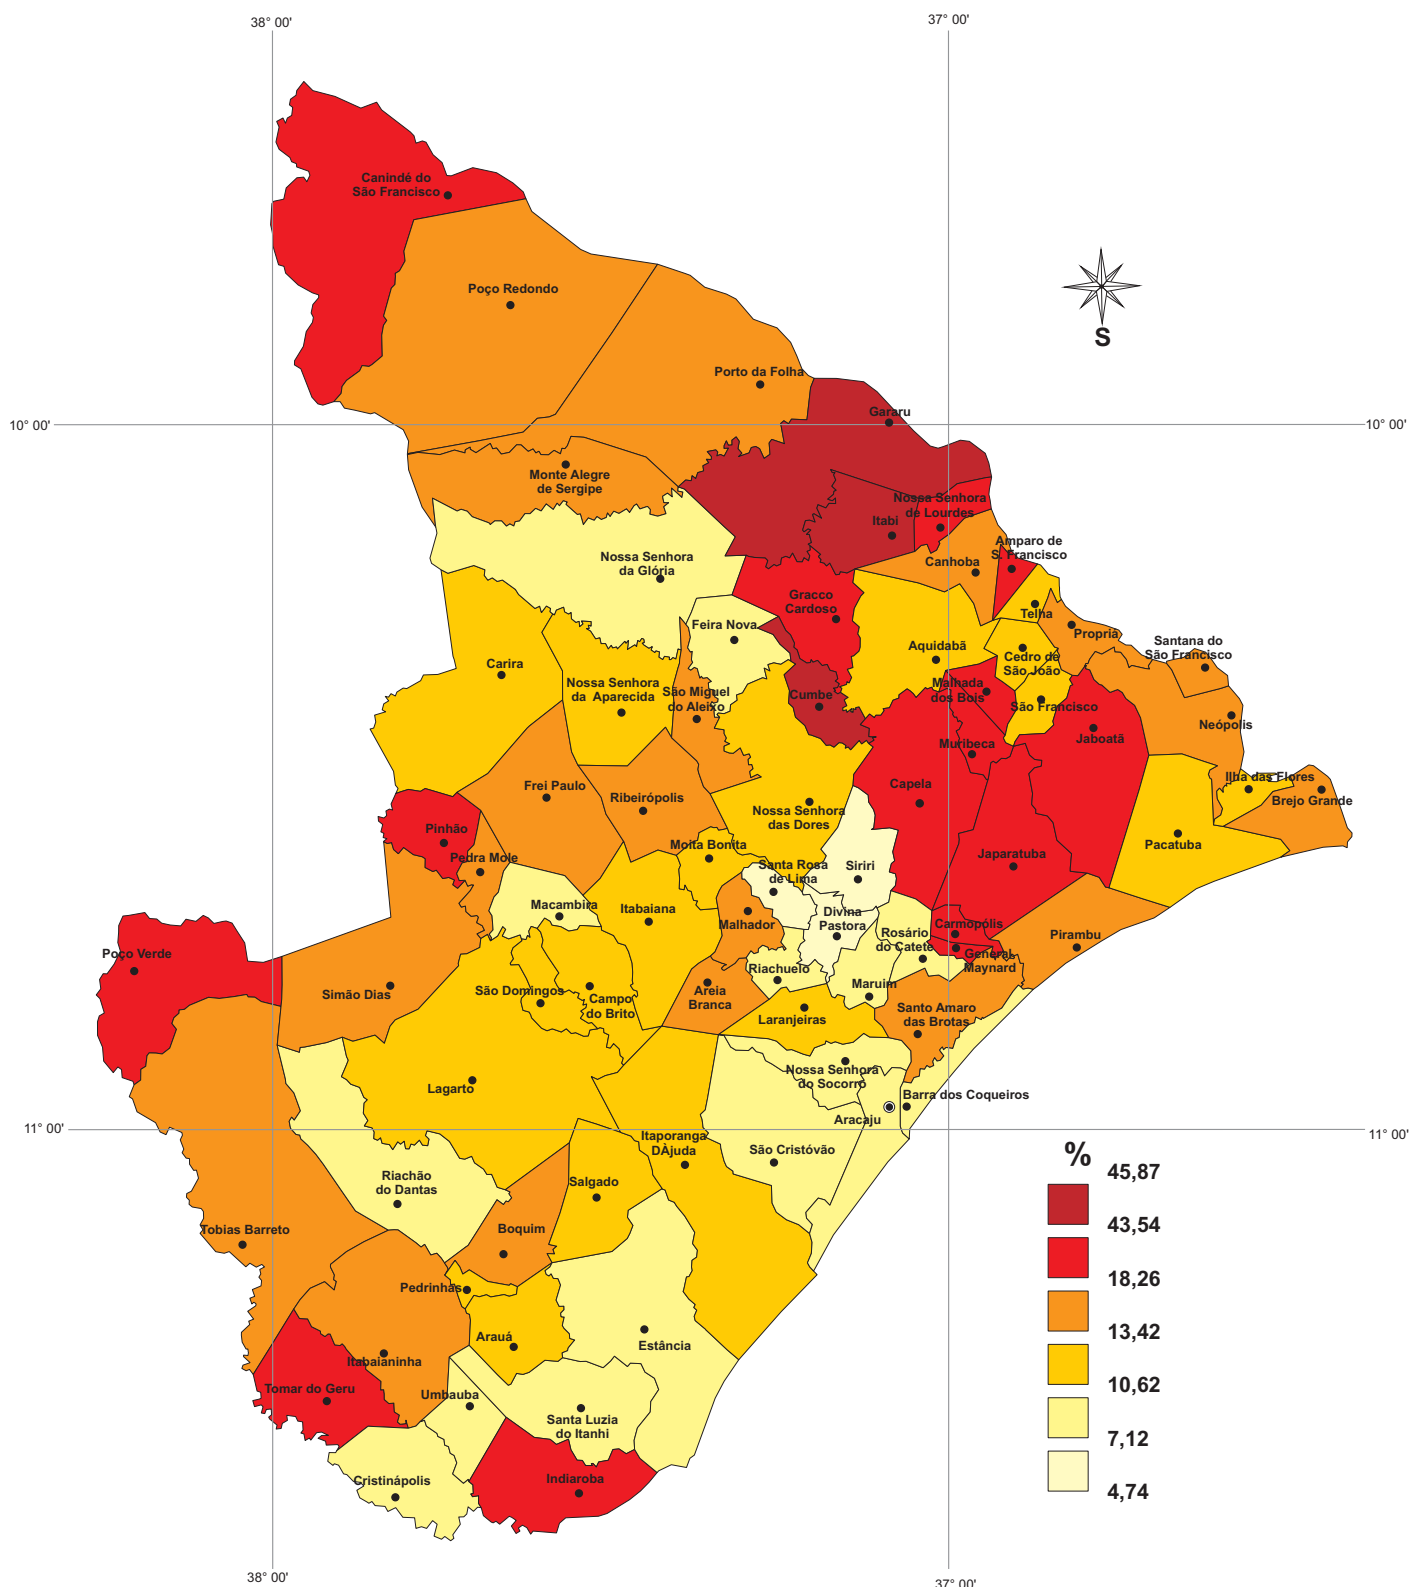 38° 00'
37° 00'
Canindé do
São Francisco
Poço Redondo
S
Porto da Folha
Gararu
10° 00'
10° 00'
Monte Alegre
de Sergipe
Nossa Senhora
de Lourdes
Itabi
Amparo de
S. Francisco
Nossa Senhora
da Glória
Canhoba
Gracco
Cardoso
Telha
Feira Nova
Propriá
Santana do
São Francisco
Aquidabã
Cedro de
São João
Carira
Nossa Senhora
da Aparecida
São Miguel
do Aleixo
Cumbe
Malhada
dos Bois
São Francisco
Neópolis
Jaboatã
Muribeca
Frei Paulo
Ribeirópolis
Capela
Ilha das Flores
Brejo Grande
Nossa Senhora
das Dores
Pinhão
Moita Bonita
Pacatuba
Pedra Mole
Santa Rosa
de Lima
Siriri
Japaratuba
Macambira
Itabaiana
Malhador
Divina
Pastora
Rosário
do Catete
Carmopólis
General
Maynard
Pirambu
Poço Verde
Simão Dias
São Domingos
Campo
do Brito
Areia
Branca
Riachuelo
Maruim
Laranjeiras
Santo Amaro
das Brotas
Lagarto
Nossa Senhora
do Socorro
Barra dos Coqueiros
Aracaju
11° 00'
11° 00'
Itaporanga
DÀjuda
São Cristóvão
Riachão
do Dantas
Salgado
Boquim
Tobias Barreto
Pedrinhas
Arauá
Estância
Itabaianinha
Tomar do Geru
Umbauba
Santa Luzia
do Itanhi
Cristinápolis
Indiaroba
%
45,87
43,54
18,26
13,42
10,62
7,12
4,74
38° 00'
37° 00'